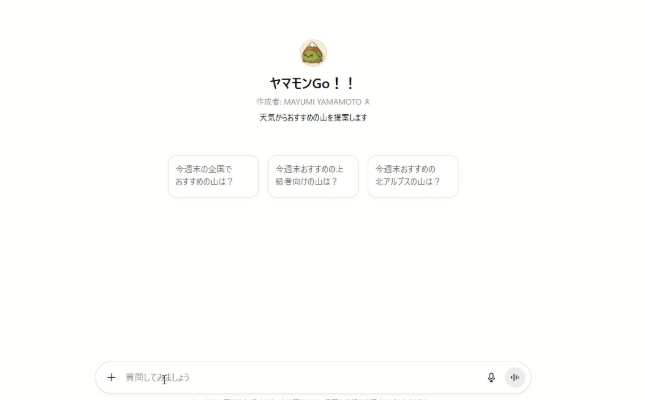 ヤマモンGo！！
作成者: MAYUMI YAMAMOTO
天気からおすすめの山を提案します
今週末の全国で
おすすめの山は？
今週末おすすめの上
級者向けの山は？
今週末おすすめの
北アルプスの山は？
質問してみましょう